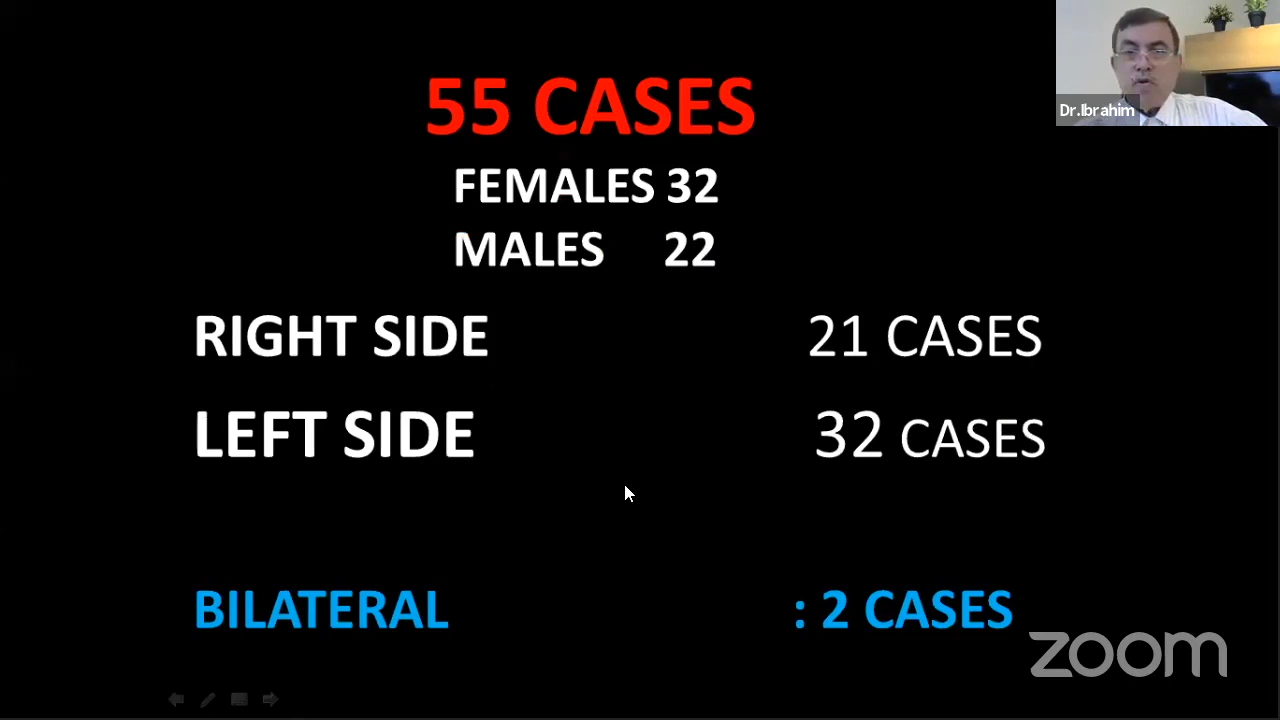 55 CASES
FEMALES 32
MALES 22
RIGHT SIDE 21 CASES
LEFT SIDE 32 CASES
BILATERAL : 2 CASES
Dr.Ibrahim
zoom